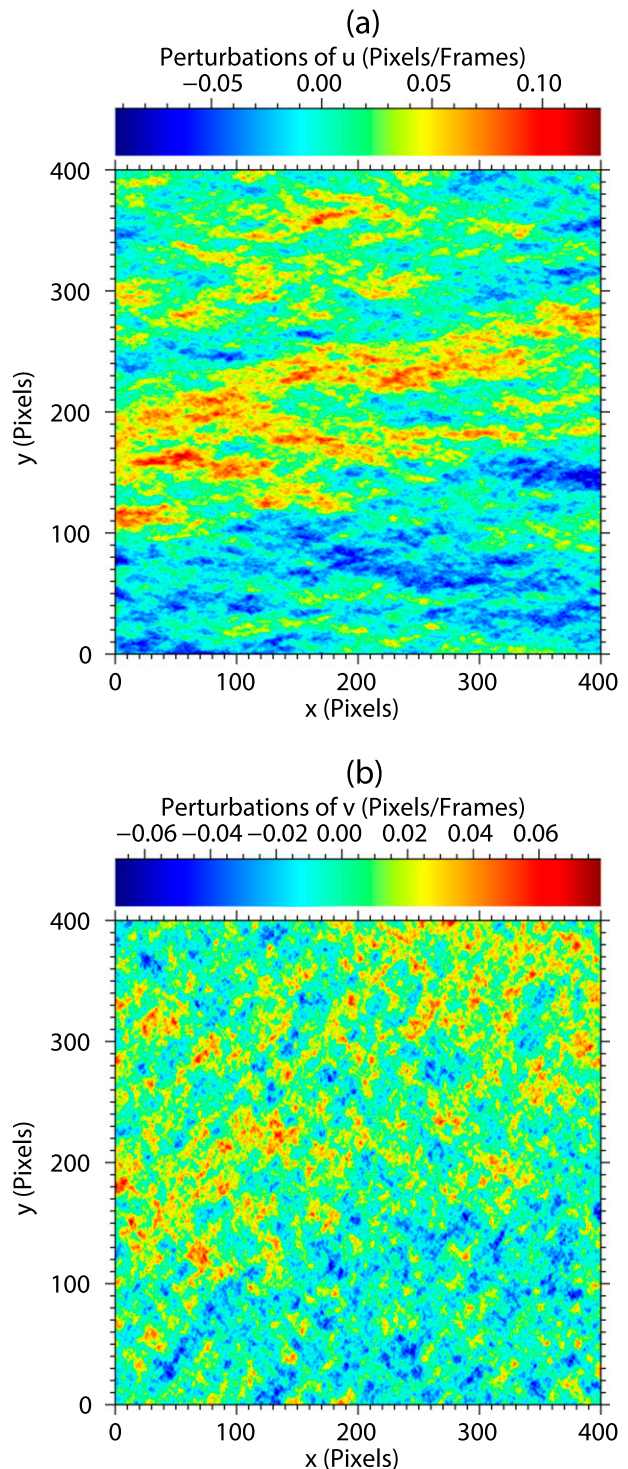 (a)
Perturbations of u (Pixels/Frames)
−0.05 0.00 0.05 0.10
400
300
200
100
0
y (Pixels)
0 100 200 300 400
x (Pixels)
(b)
Perturbations of v (Pixels/Frames)
−0.06 −0.04 −0.02 0.00 0.02 0.04 0.06
400
300
200
100
0
y (Pixels)
0 100 200 300 400
x (Pixels)